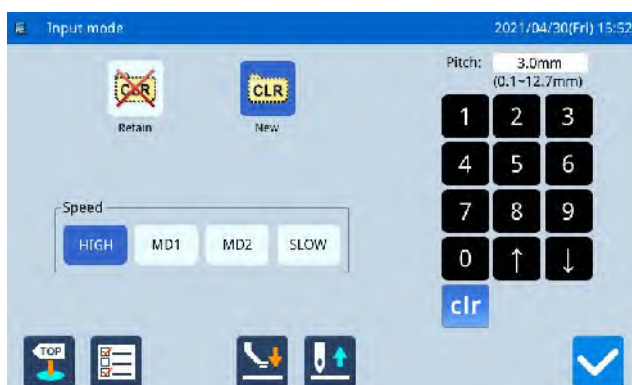 Input mode
2021/04/30(Fri) 15:52
CLR
Retain
CLR
New
Pitch: 3.0mm
(0.1~12.7mm)
1 2 3
4 5 6
7 8 9
0 ↑ ↓
clr
Speed
HIGH MD1 MD2 SLOW
TOP